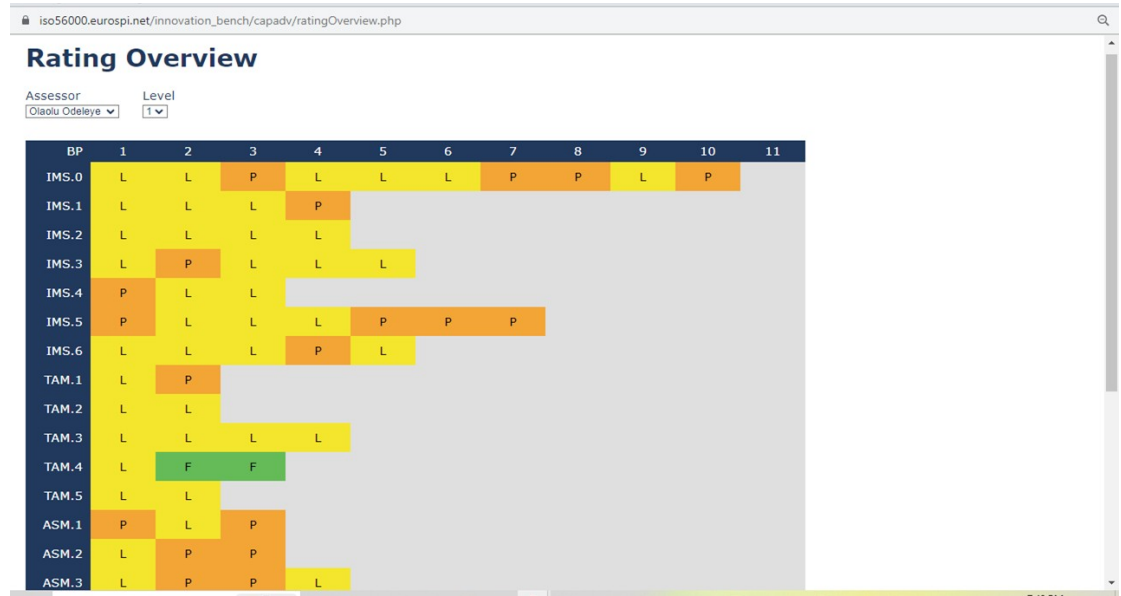 iso56000.eurospi.net/innovation_bench/capadv/ratingOverview.php
Rating Overview
Assessor Level
Olaolu Odeleye 1
BP 1 2 3 4 5 6 7 8 9 10 11
IMS.0 L L P L L L P P L P
IMS.1 L L L P
IMS.2 L L L L
IMS.3 L P L L L
IMS.4 P L L
IMS.5 P L L L P P P
IMS.6 L L L P L
TAM.1 L P
TAM.2 L L
TAM.3 L L L L
TAM.4 L F F
TAM.5 L L
ASM.1 P L P
ASM.2 L P P
ASM.3 L P P L